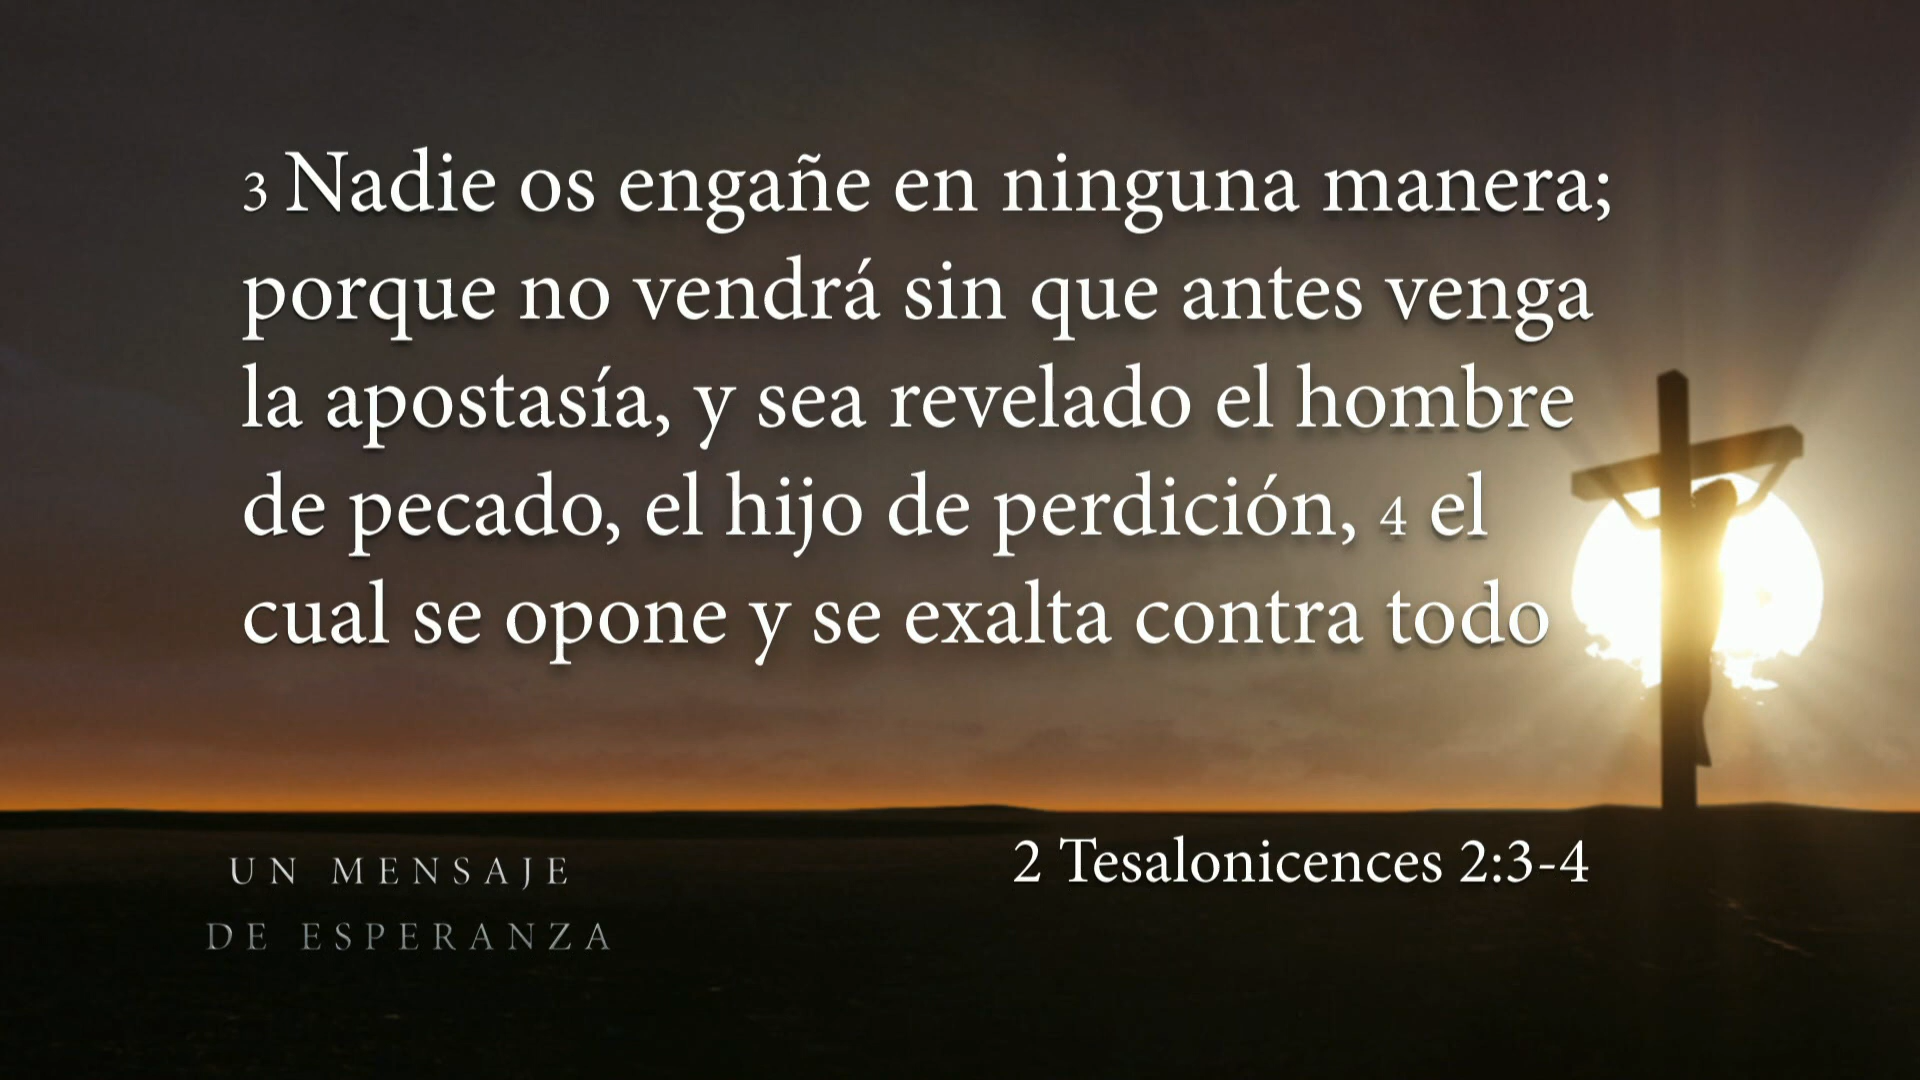 3 Nadie os engañe en ninguna manera;
porque no vendrá sin que antes venga
la apostasía, y sea revelado el hombre
de pecado, el hijo de perdición, 4 el
cual se opone y se exalta contra todo
2 Tesalonicences 2:3-4
UN MENSAJE
DE ESPERANZA